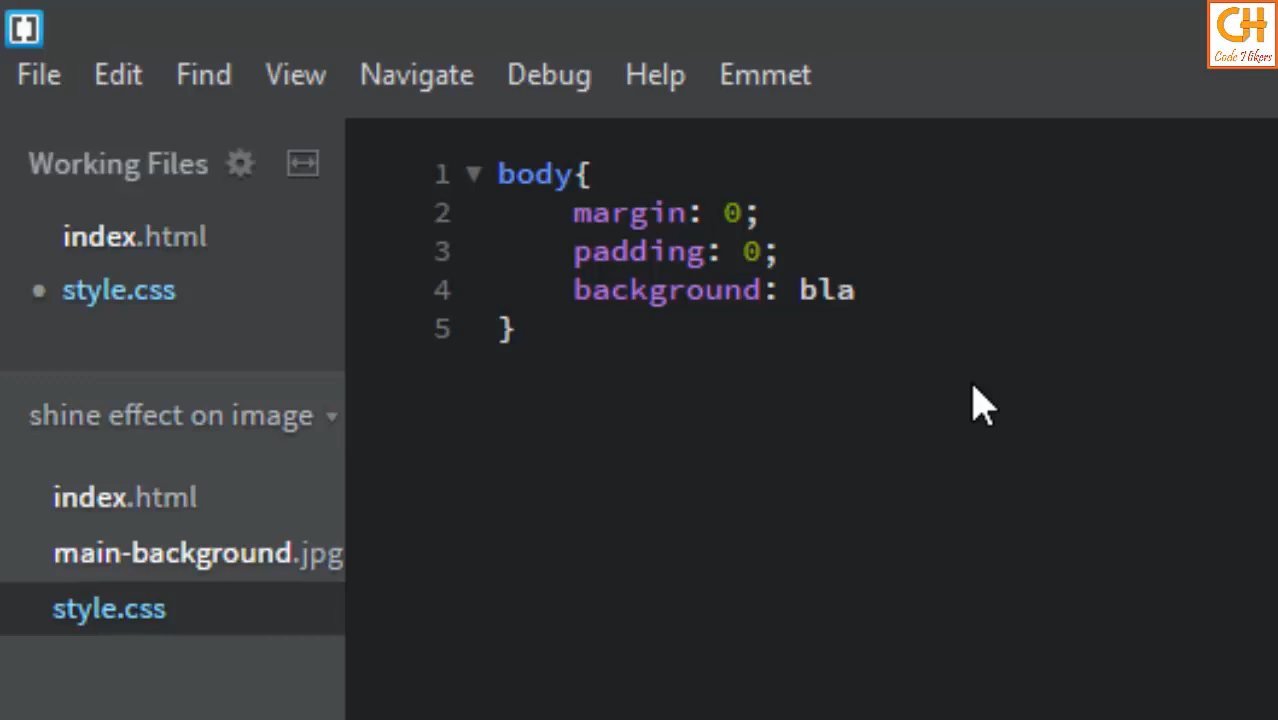 CH
Code Hikers
File Edit Find View Navigate Debug Help Emmet
Working Files
index.html
style.css
shine effect on image
index.html
main-background.jpg
style.css
1 body{
2 margin: 0;
3 padding: 0;
4 background: bla
5 }